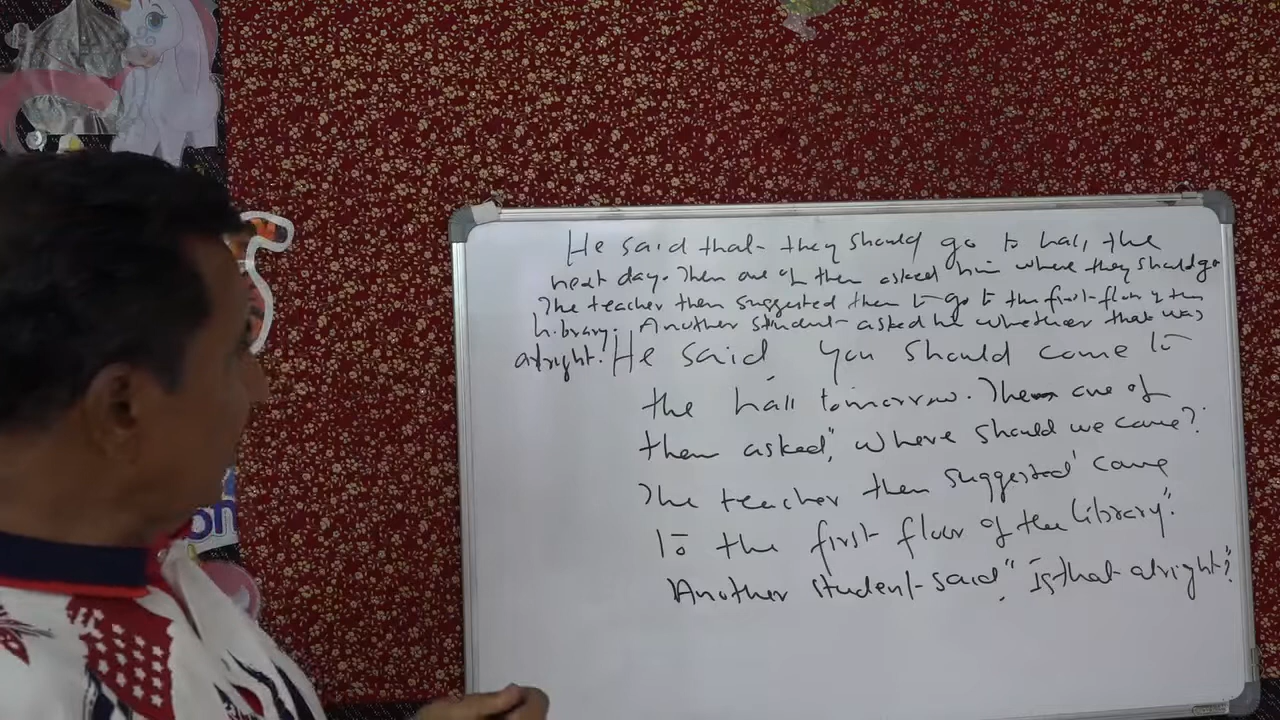 He said that they should go to hall the
next day. Then one of them asked him where they should go
The teacher then suggested them to go to the first floor of the
library. Another student asked he whether that was
alright.
He said you should come to
the hall tomorrow. Then one of
them asked, "where should we come?"
The teacher then suggested "come
to the first floor of the library."
Another student said, "Is that alright?"
on